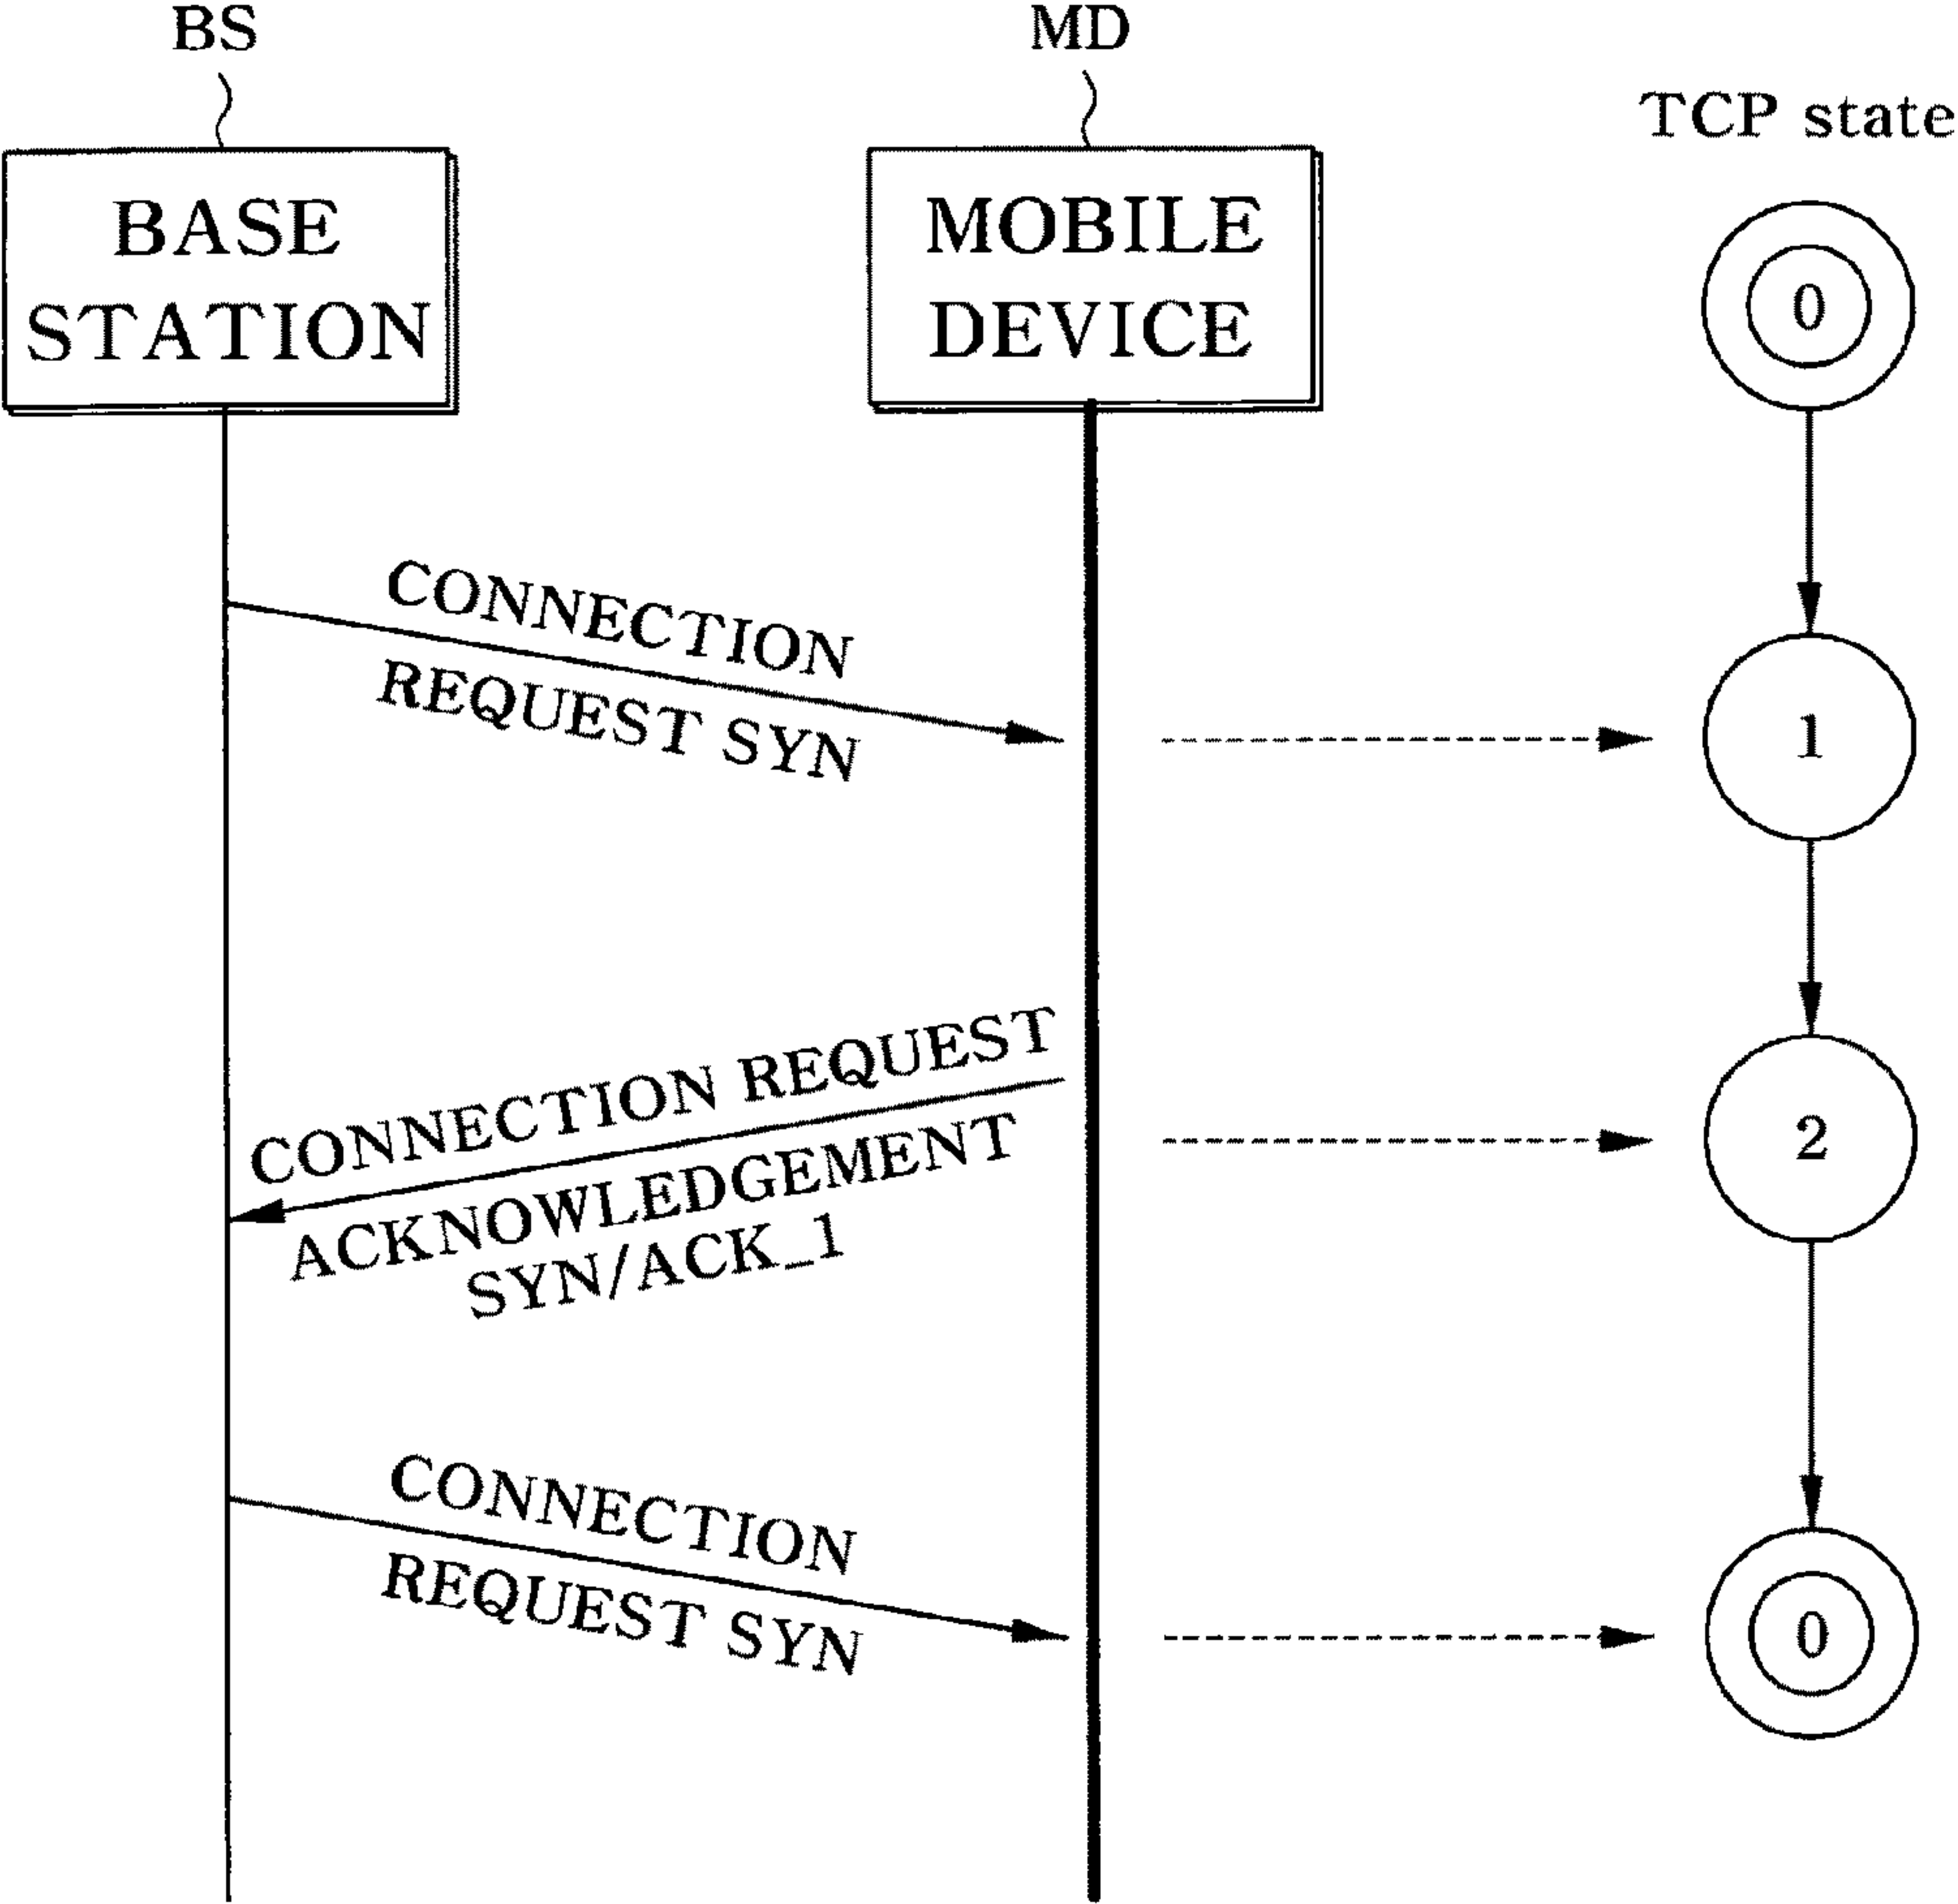 BS
MD
TCP state
BASE
STATION
MOBILE
DEVICE
0
CONNECTION
REQUEST SYN
1
CONNECTION REQUEST
ACKNOWLEDGEMENT
SYN/ACK_1
2
CONNECTION
REQUEST SYN
0